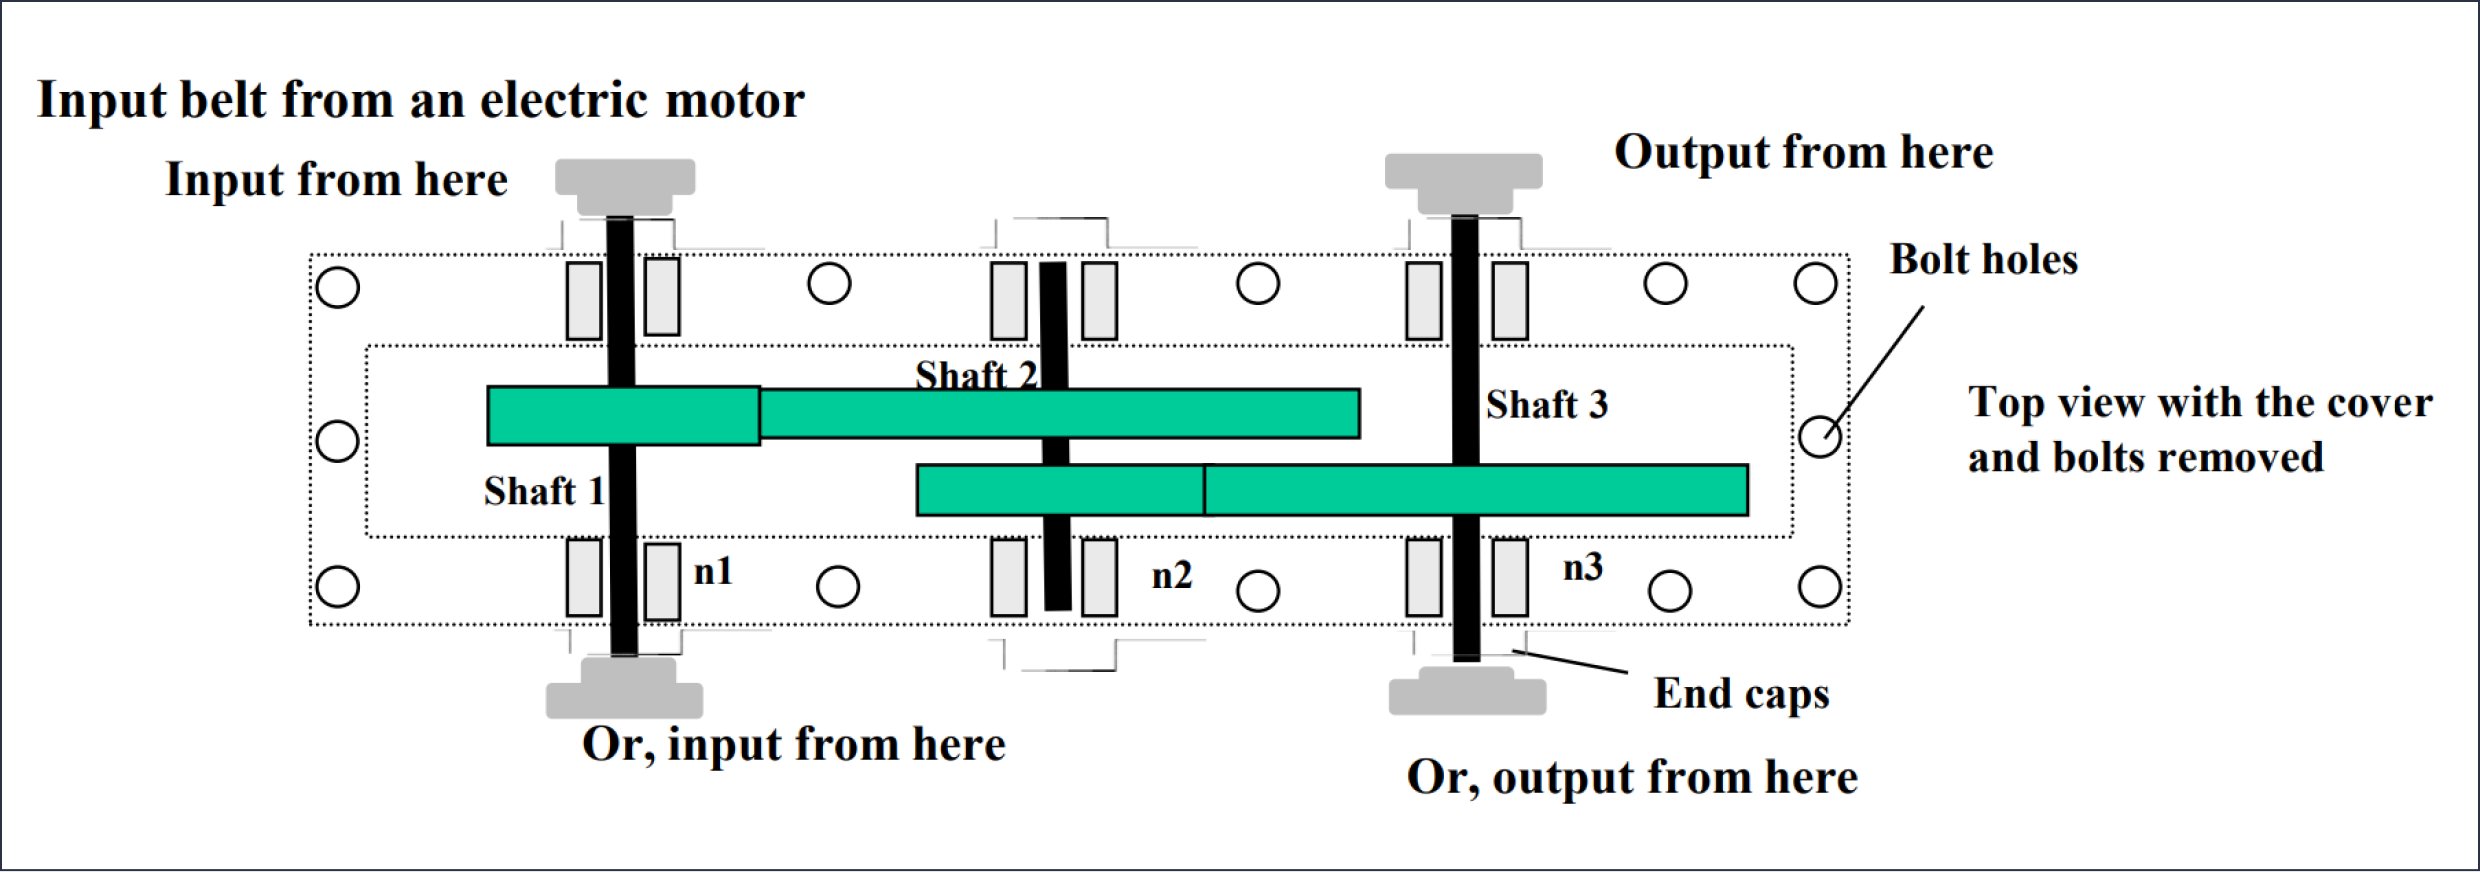 Input belt from an electric motor
Input from here
Output from here
Bolt holes
Shaft 2
Shaft 3
Top view with the cover
and bolts removed
Shaft 1
n1
n2
n3
End caps
Or, input from here
Or, output from here